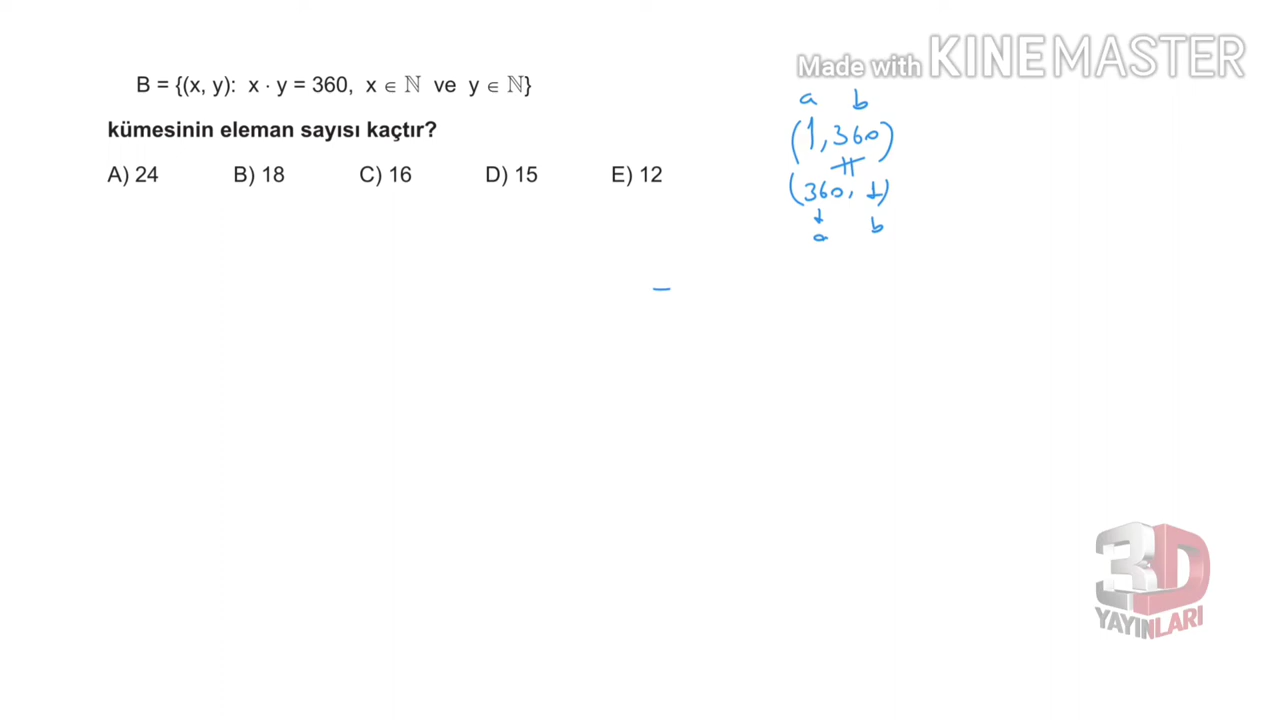 Made with KINEMASTER
B = {(x, y): x · y = 360, x ∈ ℕ ve y ∈ ℕ}
kümesinin eleman sayısı kaçtır?
A) 24 B) 18 C) 16 D) 15 E) 12
a b
(1, 360)
≠
(360, 1)
a b
3D
YAYINLARI